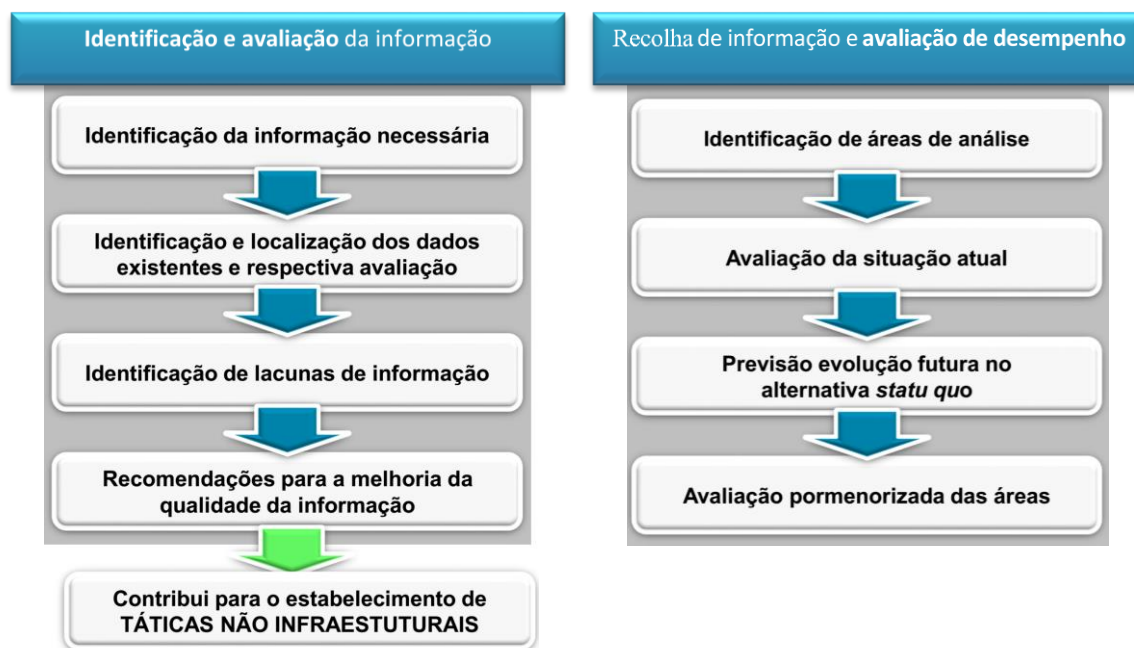 Identificação e avaliação da informação
Identificação da informação necessária
Identificação e localização dos dados
existentes e respectiva avaliação
Identificação de lacunas de informação
Recomendações para a melhoria da
qualidade da informação
Contribui para o estabelecimento de
TÁTICAS NÃO INFRAESTUTURAIS
Recolha de informação e avaliação de desempenho
Identificação de áreas de análise
Avaliação da situação atual
Previsão evolução futura no
alternativa statu quo
Avaliação pormenorizada das áreas